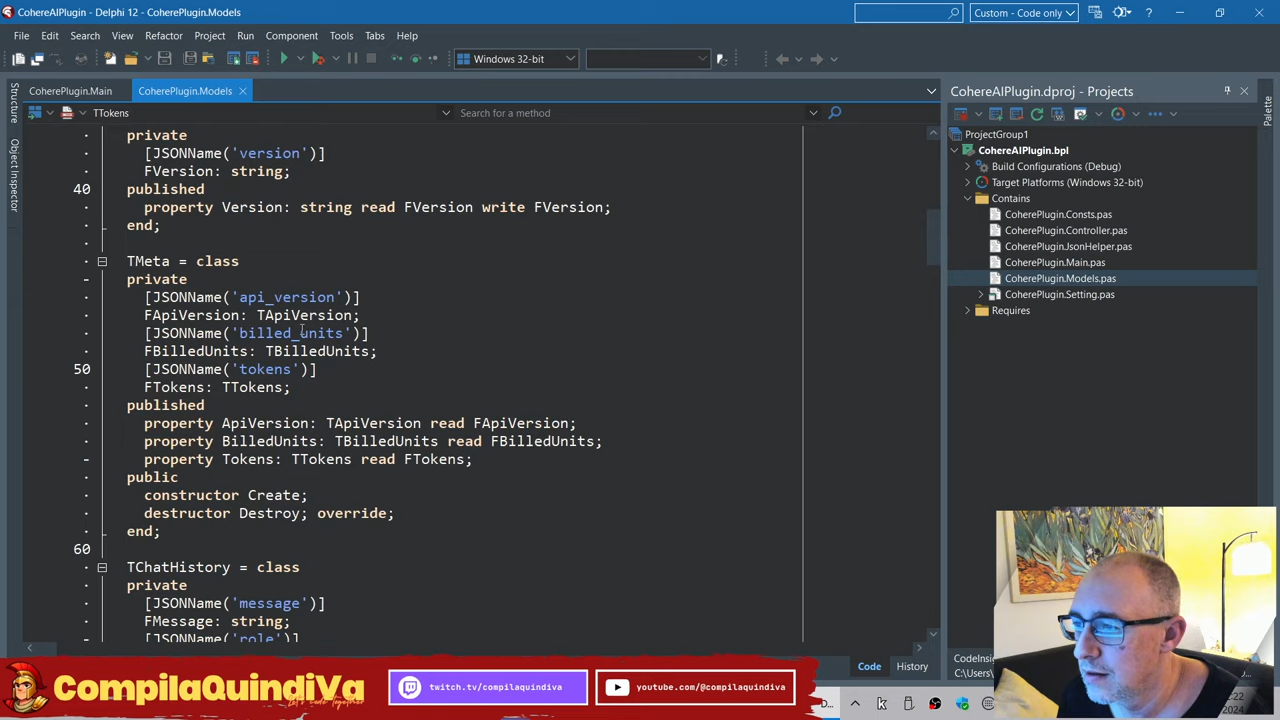 CohereAIPlugin - Delphi 12 - CoherePlugin.Models
Custom - Code only
File Edit Search View Refactor Project Run Component Tools Tabs Help
Windows 32-bit
CoherePlugin.Main CoherePlugin.Models
TTokens Search for a method
private
[JSONName('version')]
FVersion: string;
40 published
property Version: string read FVersion write FVersion;
end;
TMeta = class
private
[JSONName('api_version')]
FApiVersion: TApiVersion;
[JSONName('billed_units')]
FBilledUnits: TBilledUnits;
50 [JSONName('tokens')]
FTokens: TTokens;
published
property ApiVersion: TApiVersion read FApiVersion;
property BilledUnits: TBilledUnits read FBilledUnits;
property Tokens: TTokens read FTokens;
public
constructor Create;
destructor Destroy; override;
end;
60
TChatHistory = class
private
[JSONName('message')]
FMessage: string;
[JSONName('role')]
Code History
Structure
Object Inspector
CohereAIPlugin.dproj - Projects
ProjectGroup1
CohereAIPlugin.bpl
Build Configurations (Debug)
Target Platforms (Windows 32-bit)
Contains
CoherePlugin.Consts.pas
CoherePlugin.Controller.pas
CoherePlugin.JsonHelper.pas
CoherePlugin.Main.pas
CoherePlugin.Models.pas
CoherePlugin.Setting.pas
Requires
Palette
CodeInsi
C:\Users\
CompilaQuindiVa
Let's code Together
twitch.tv/compilaquindiva
youtube.com/@compilaquindiva